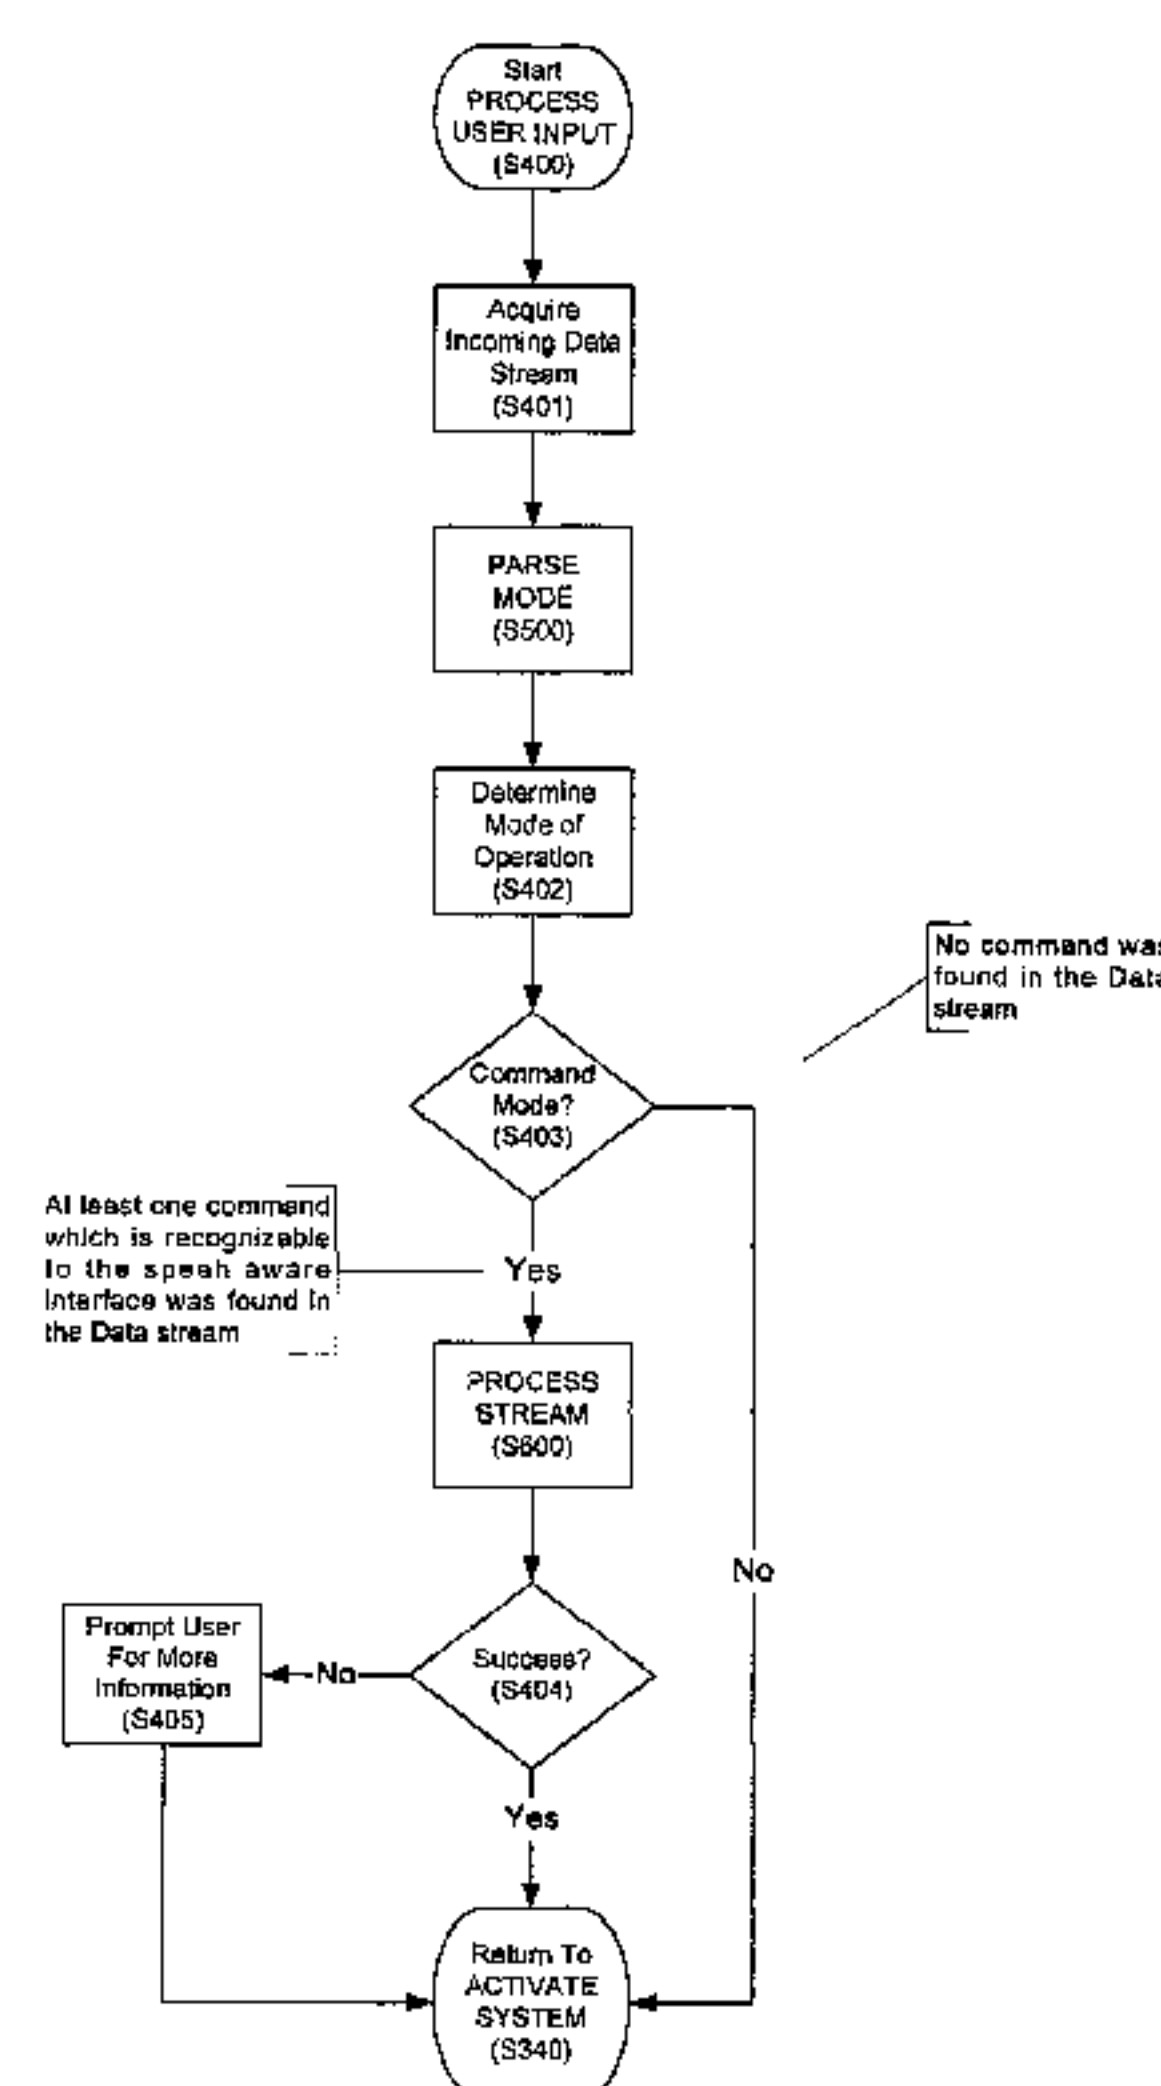 Start
PROCESS
USER INPUT
(S400)
Acquire
Incoming Data
Stream
(S401)
PARSE
MODE
(S500)
Determine
Mode of
Operation
(S402)
No command was
found in the Data
stream
Command
Mode?
(S403)
At least one command
which is recognizable
to the speah aware
Interface was found in
the Data stream
Yes
PROCESS
STREAM
(S600)
No
Prompt User
For More
Information
(S405)
No
Success?
(S404)
Yes
Return To
ACTIVATE
SYSTEM
(S340)